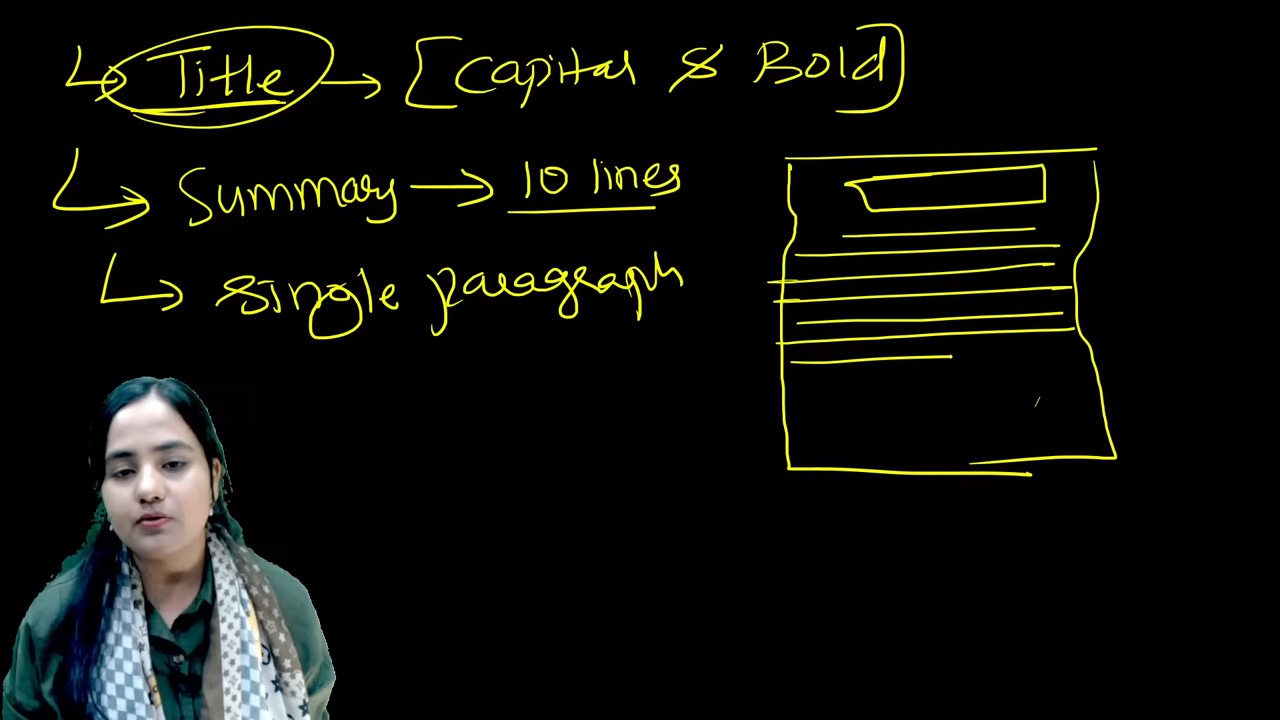 Title → [Capital & Bold]
Summary → 10 lines
single paragraph